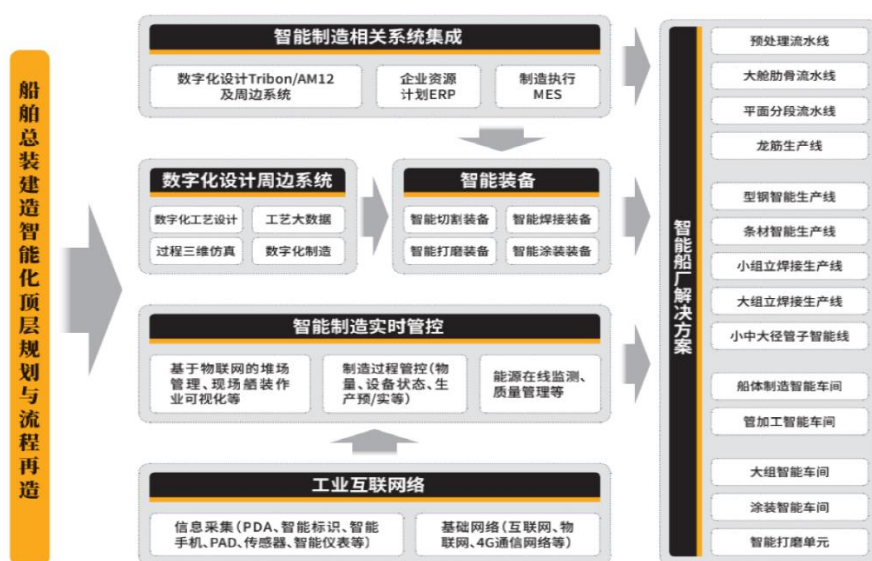 船舶总装建造智能化顶层规划与流程再造
智能制造相关系统集成
数字化设计Tribon/AM12
及周边系统
企业资源
计划ERP
制造执行
MES
数字化设计周边系统
数字化工艺设计
工艺大数据
过程三维仿真
数字化制造
智能装备
智能切割装备
智能焊接装备
智能打磨装备
智能涂装装备
智能制造实时管控
基于物联网的堆场
管理、现场舾装作
业可视化等
制造过程管控(物
量、设备状态、生
产预/实等)
能源在线监测、
质量管理等
工业互联网络
信息采集(PDA、智能标识、智能
手机、PAD、传感器、智能仪表等)
基础网络(互联网、物
联网、4G通信网络等)
智能船厂解决方案
预处理流水线
大舱肋骨流水线
平面分段流水线
龙筋生产线
型钢智能生产线
条材智能生产线
小组立焊接生产线
大组立焊接生产线
小中大径管子智能线
船体制造智能车间
管加工智能车间
大组智能车间
涂装智能车间
智能打磨单元